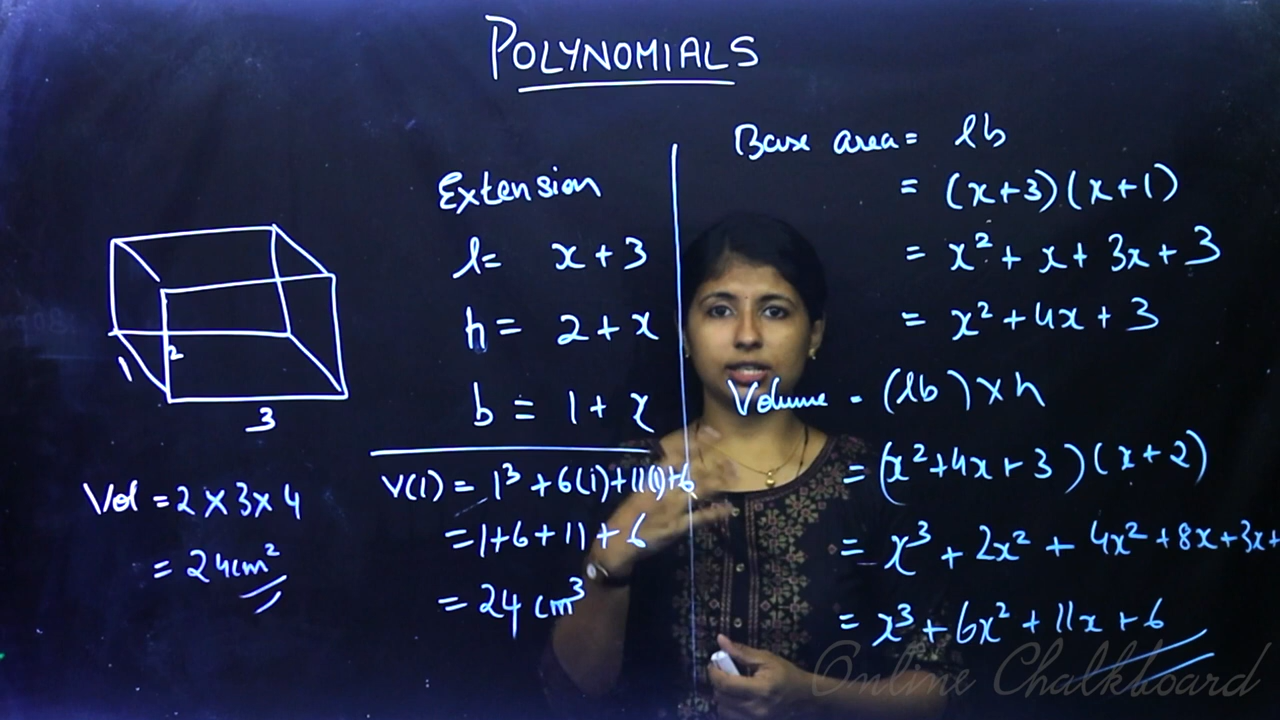 POLYNOMIALS
1
2
3
Vol = 2 × 3 × 4
= 24cm²
Extension
l = x + 3
h = 2 + x
b = 1 + x
V(1) = 1³ + 6(1) + 11(1) + 6
= 1 + 6 + 11 + 6
= 24 cm³
Base area = lb
= (x+3)(x+1)
= x² + x + 3x + 3
= x² + 4x + 3
Volume = (lb) × h
= (x² + 4x + 3)(x + 2)
= x³ + 2x² + 4x² + 8x + 3x +
= x³ + 6x² + 11x + 6
Online Chalkboard